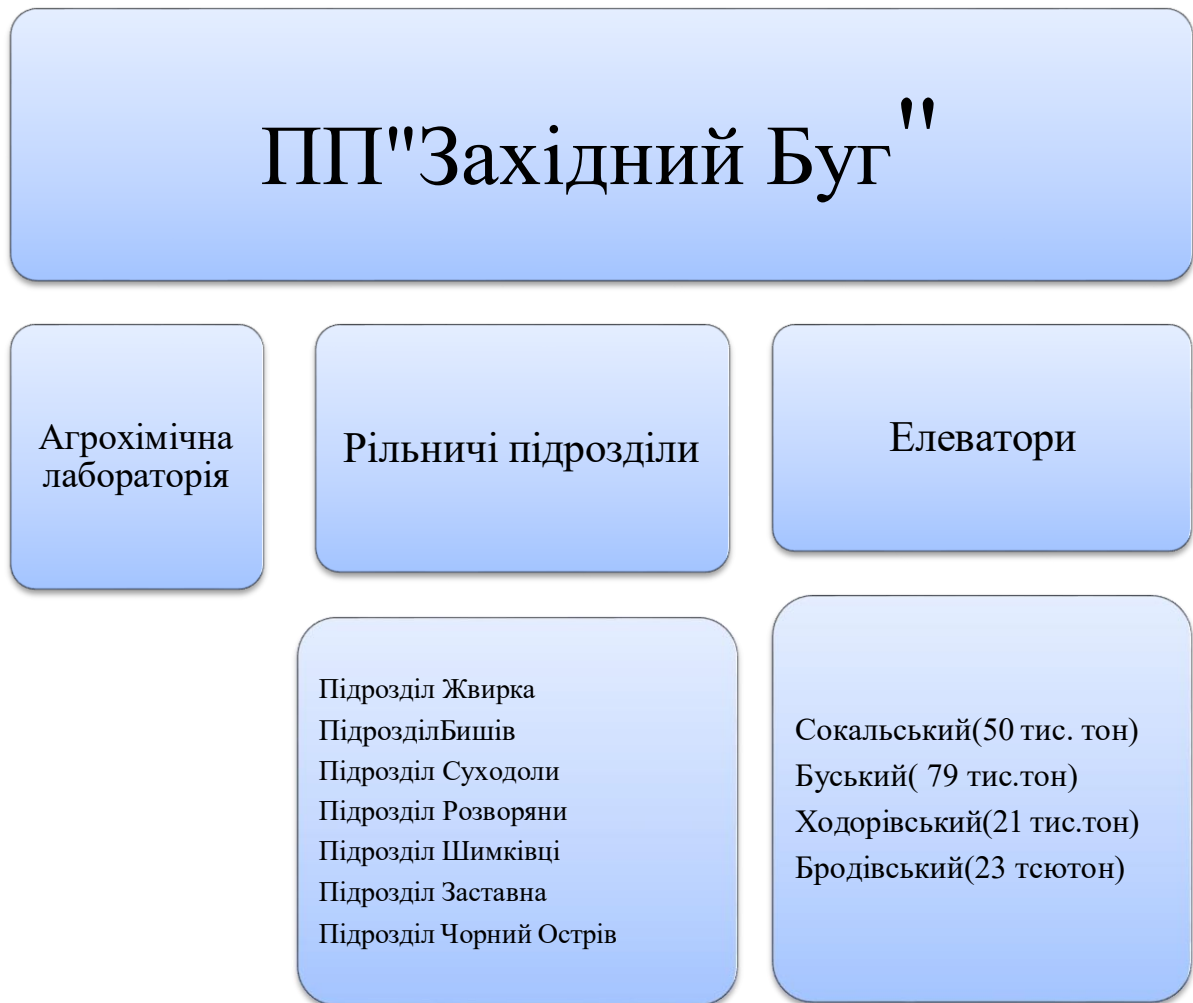 ПП"Західний Буг"
Агрохімічна
лабораторія
Рільничі підрозділи
Елеватори
Підрозділ Жвирка
ПідрозділБишів
Підрозділ Суходоли
Підрозділ Розворяни
Підрозділ Шимківці
Підрозділ Заставна
Підрозділ Чорний Острів
Сокальський(50 тис. тон)
Буський( 79 тис.тон)
Ходорівський(21 тис.тон)
Бродівський(23 тсютон)